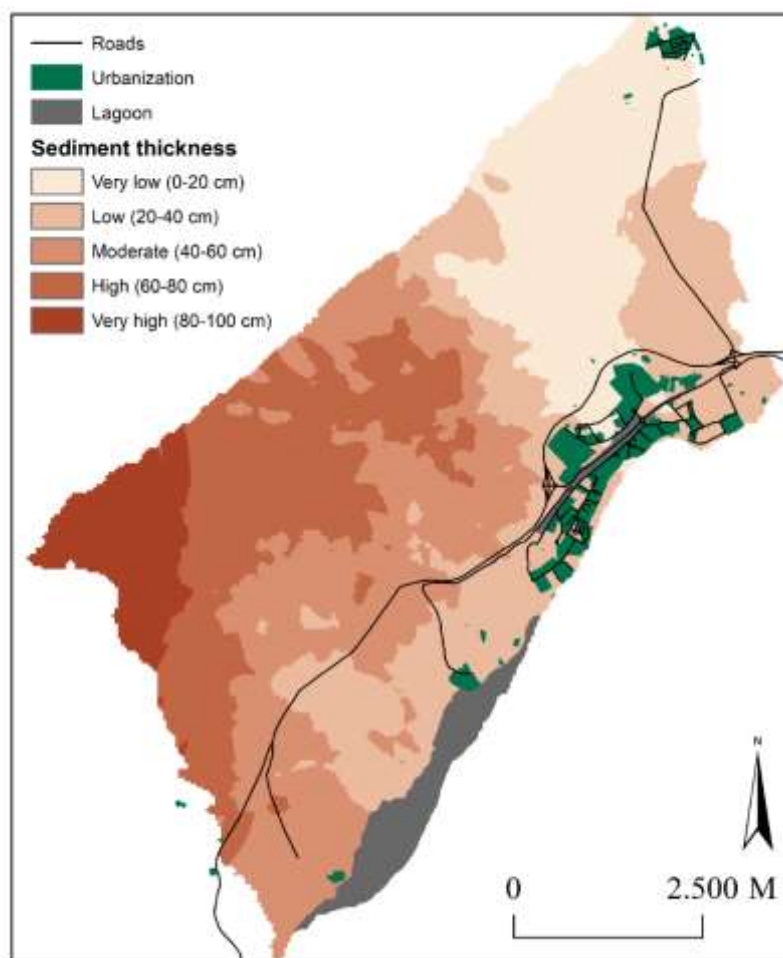 Roads
Urbanization
Lagoon
Sediment thickness
Very low (0-20 cm)
Low (20-40 cm)
Moderate (40-60 cm)
High (60-80 cm)
Very high (80-100 cm)
N
0 2.500 M